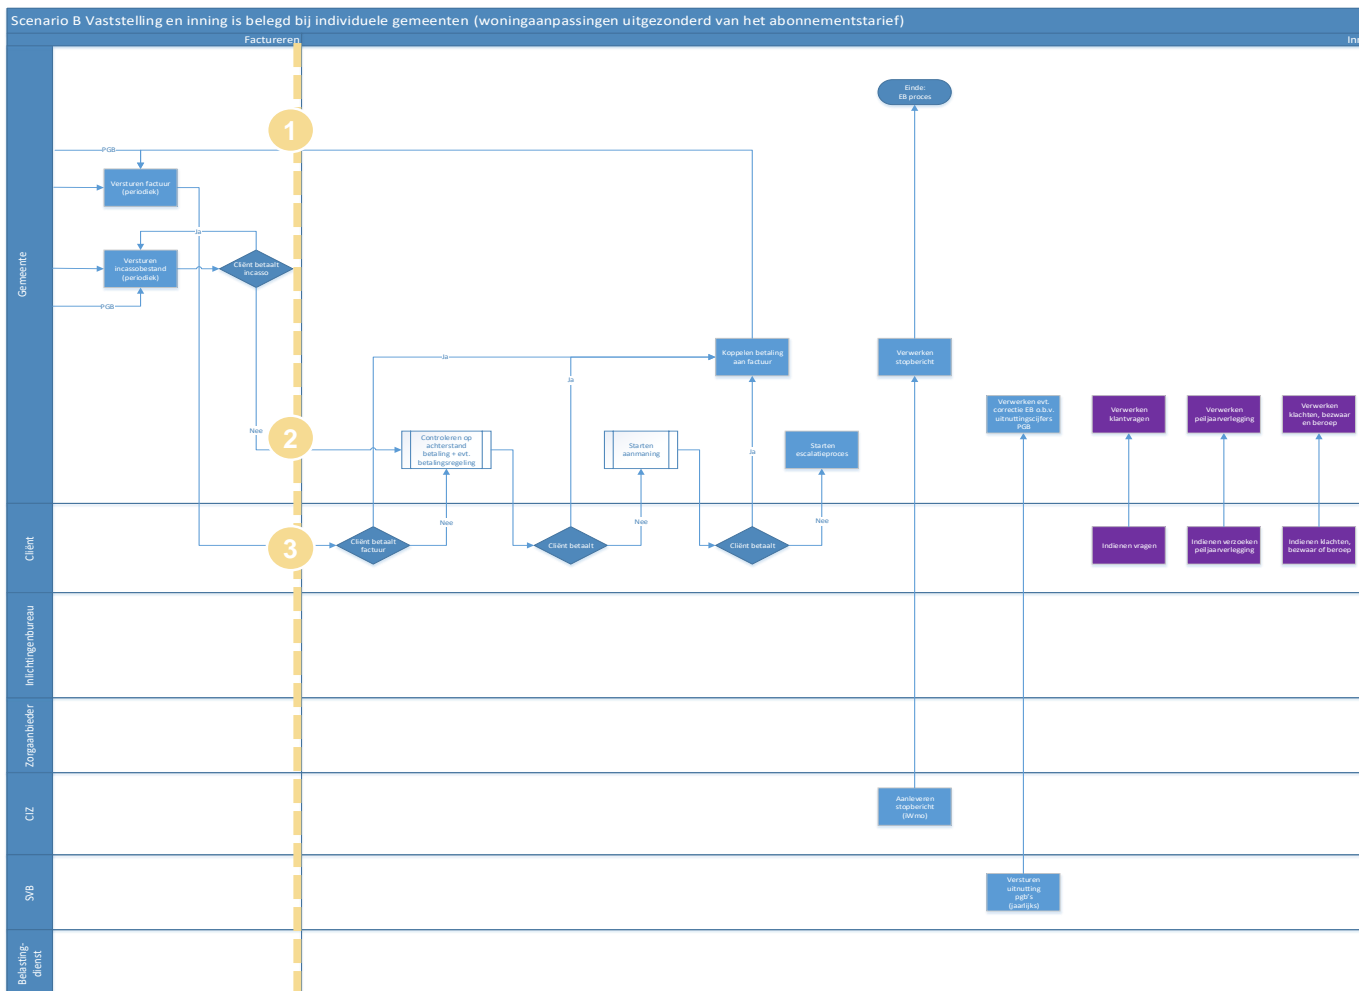 Scenario B Vaststelling en inning is belegd bij individuele gemeenten (woningaanpassingen uitgezonderd van het abonnementstarief)
Factureren
Inn
Gemeente
Einde:
EB proces
1
PGB
Versturen factuur
(periodiek)
Ja
Versturen
incassobestand
(periodiek)
Cliënt betaalt
incasso
PGB
Ja
Koppelen betaling
aan factuur
Verwerken
stopbericht
Ja
Verwerken evt.
correctie EB o.b.v.
uitnuttingscijfers
PGB
Verwerken
klantvragen
Verwerken
peiljaarverlegging
Verwerken
klachten, bezwaar
en beroep
Nee
2
Controleren op
achterstand
betaling + evt.
betalingsregeling
Starten
aanmaning
Ja
Starten
escalatieproces
Cliënt
Nee
Nee
Nee
3
Cliënt betaalt
factuur
Cliënt betaalt
Cliënt betaalt
Indienen vragen
Indienen verzoeken
peiljaarverlegging
Indienen klachten,
bezwaar of beroep
Inlichtingenbureau
Zorgaanbieder
CIZ
Aanleveren
stopbericht
(iWmo)
SVB
Versturen
uitnutting
pgb's
(jaarlijks)
Belasting-
dienst